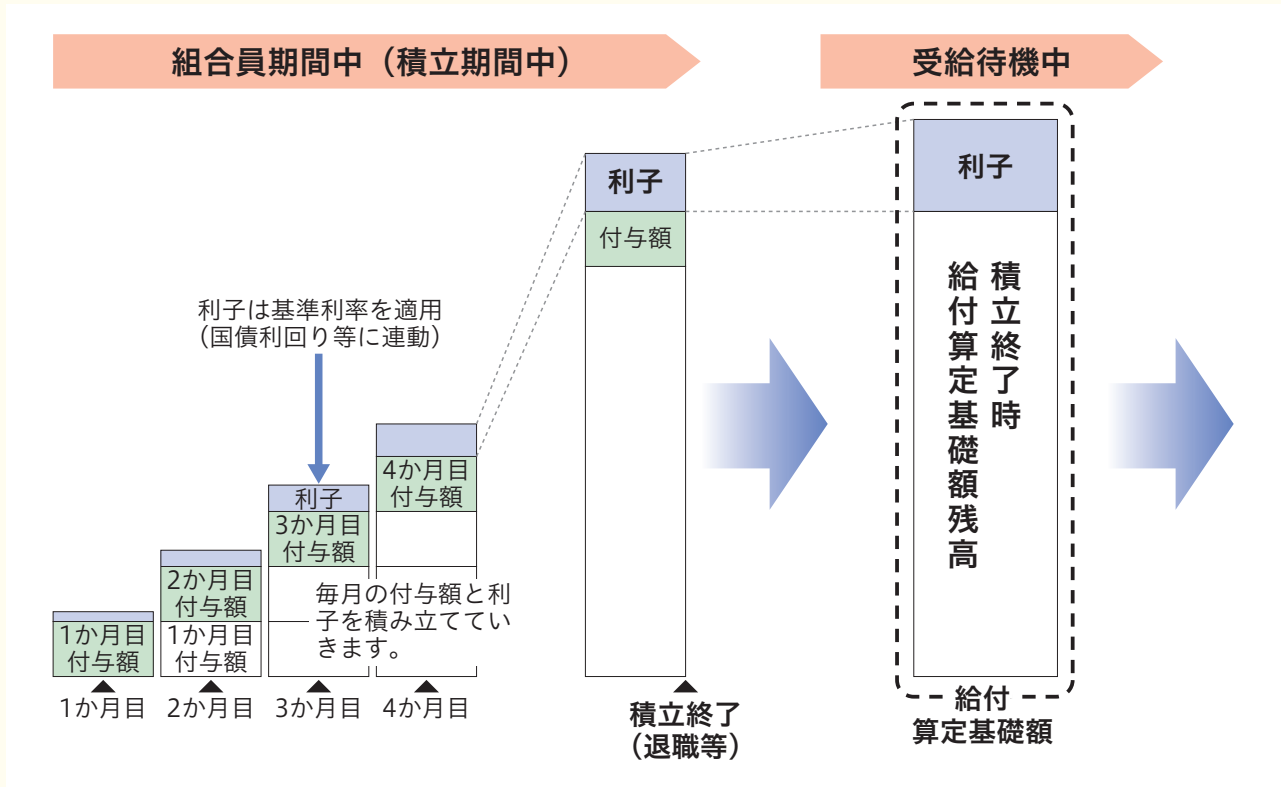 組合員期間中（積立期間中）
受給待機中
利子は基準利率を適用
（国債利回り等に連動）
1か月目
付与額
2か月目
付与額
1か月目
付与額
利子
3か月目
付与額
4か月目
付与額
毎月の付与額と利
子を積み立ててい
きます。
1か月目
2か月目
3か月目
4か月目
利子
付与額
積立終了
（退職等）
利子
積立終了時
給付算定基礎額残高
給付
算定基礎額